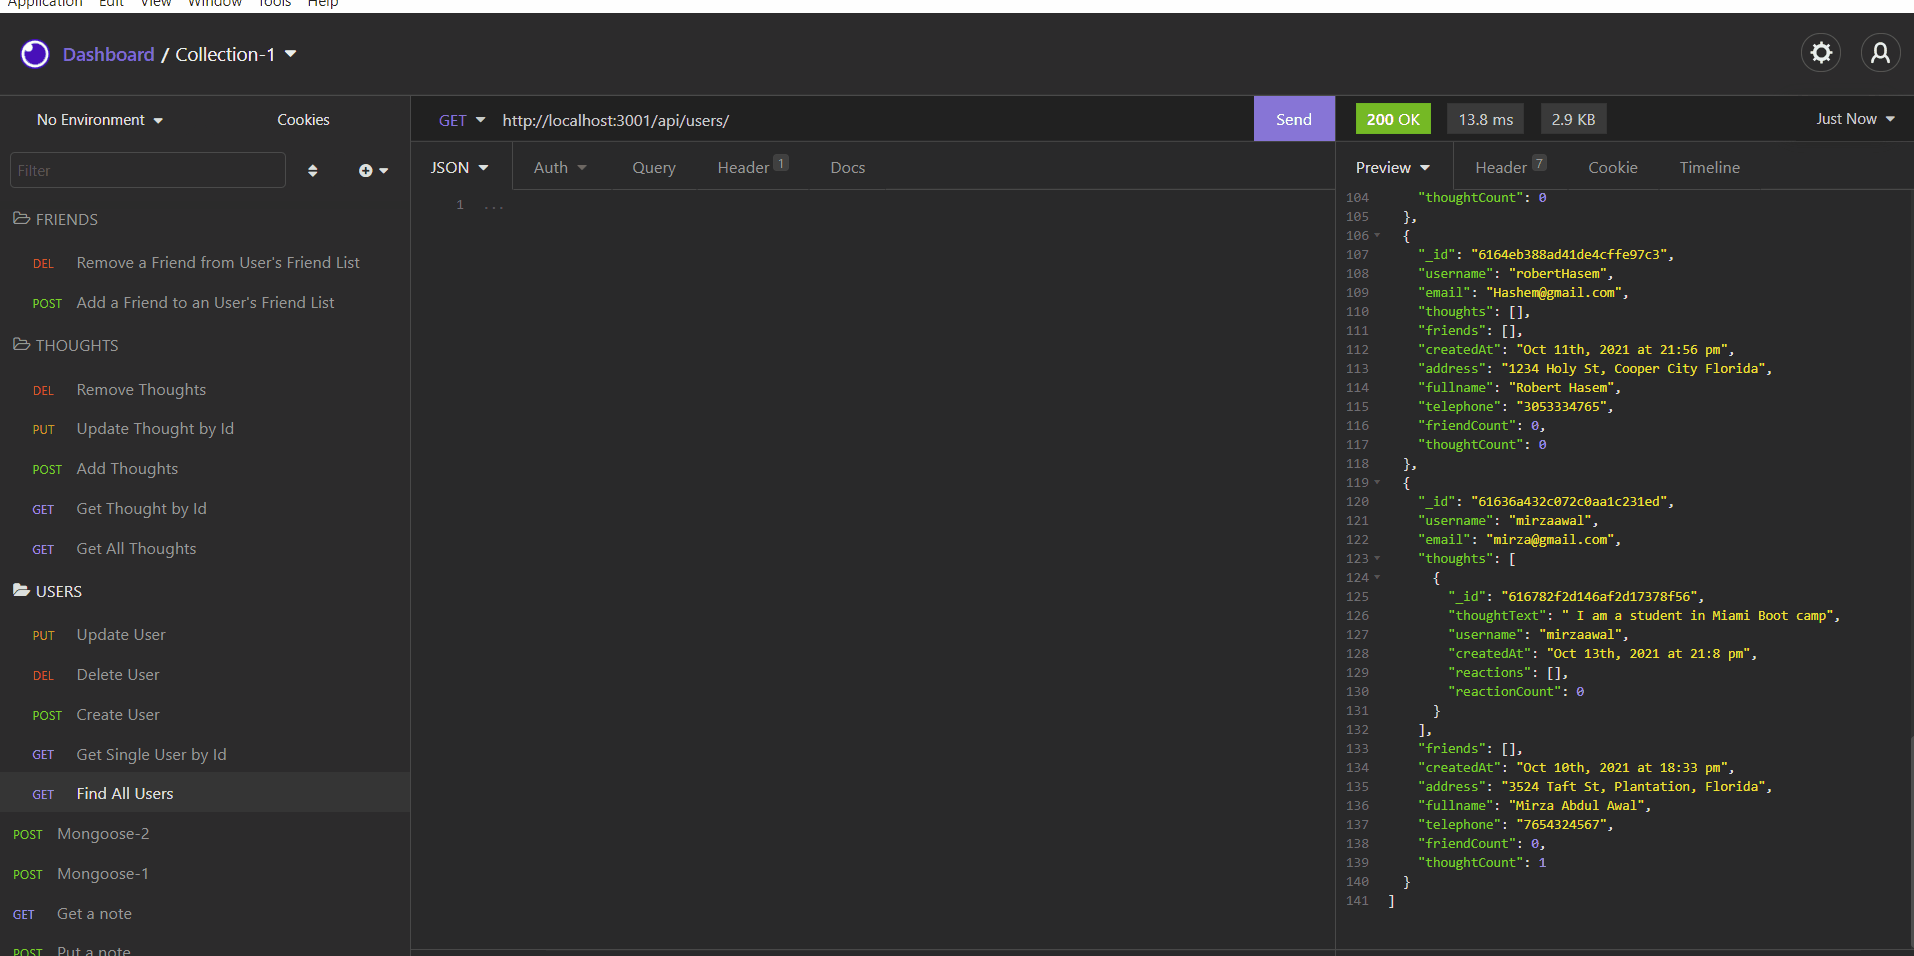 Application Edit View Window Tools Help
Dashboard / Collection-1
No Environment Cookies
Filter
FRIENDS
DEL Remove a Friend from User's Friend List
POST Add a Friend to an User's Friend List
THOUGHTS
DEL Remove Thoughts
PUT Update Thought by Id
POST Add Thoughts
GET Get Thought by Id
GET Get All Thoughts
USERS
PUT Update User
DEL Delete User
POST Create User
GET Get Single User by Id
GET Find All Users
POST Mongoose-2
POST Mongoose-1
GET Get a note
POST Put a note
GET http://localhost:3001/api/users/ Send
JSON Auth Query Header 1 Docs
1 ...
200 OK 13.8 ms 2.9 KB Just Now
Preview Header 7 Cookie Timeline
104 "thoughtCount": 0
105 },
106 {
107 "_id": "6164eb388ad41de4cffe97c3",
108 "username": "robertHasem",
109 "email": "Hashem@gmail.com",
110 "thoughts": [],
111 "friends": [],
112 "createdAt": "Oct 11th, 2021 at 21:56 pm",
113 "address": "1234 Holy St, Cooper City Florida",
114 "fullname": "Robert Hasem",
115 "telephone": "3053334765",
116 "friendCount": 0,
117 "thoughtCount": 0
118 },
119 {
120 "_id": "61636a432c072c0aa1c231ed",
121 "username": "mirzaawal",
122 "email": "mirza@gmail.com",
123 "thoughts": [
124 {
125 "_id": "616782f2d146af2d17378f56",
126 "thoughtText": " I am a student in Miami Boot camp",
127 "username": "mirzaawal",
128 "createdAt": "Oct 13th, 2021 at 21:8 pm",
129 "reactions": [],
130 "reactionCount": 0
131 }
132 ],
133 "friends": [],
134 "createdAt": "Oct 10th, 2021 at 18:33 pm",
135 "address": "3524 Taft St, Plantation, Florida",
136 "fullname": "Mirza Abdul Awal",
137 "telephone": "7654324567",
138 "friendCount": 0,
139 "thoughtCount": 1
140 }
141 ]